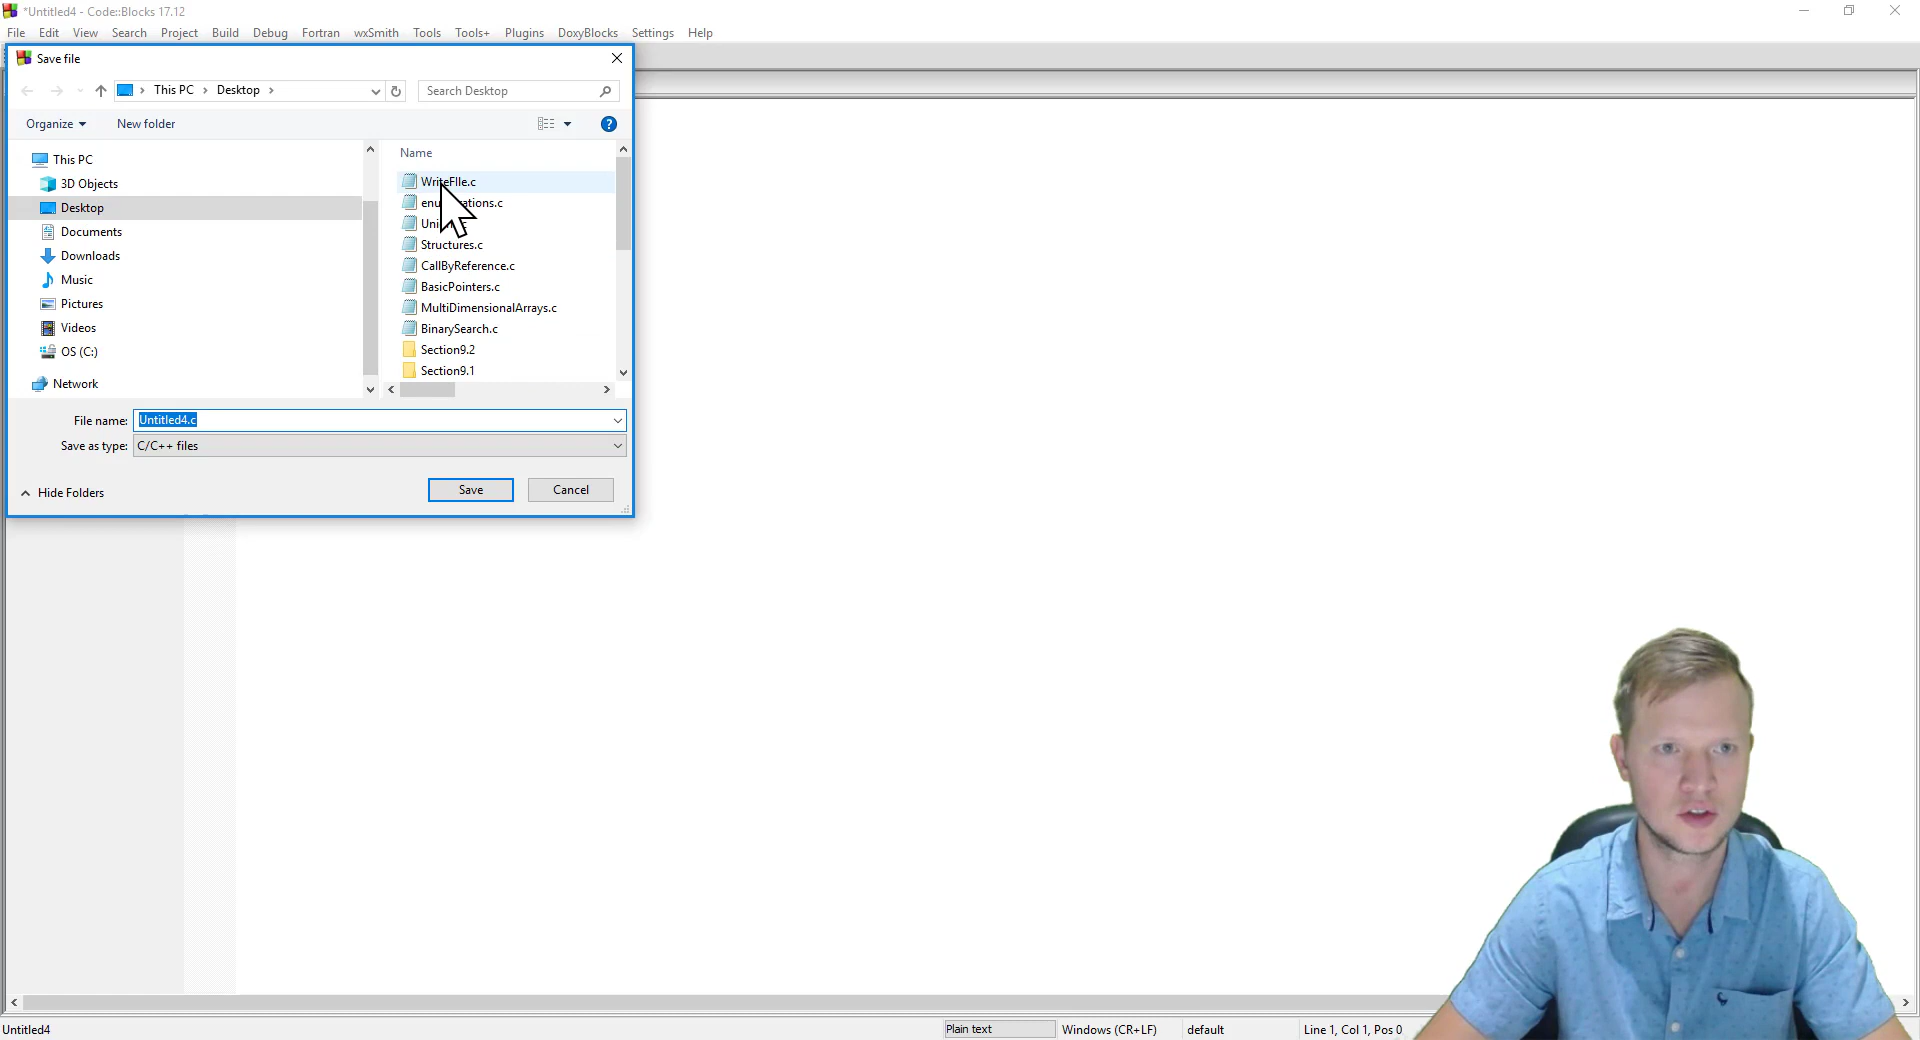 *Untitled4 - Code::Blocks 17.12
File Edit View Search Project Build Debug Fortran wxSmith Tools Tools+ Plugins DoxyBlocks Settings Help
Save file
This PC > Desktop >
Search Desktop
Organize
New folder
?
This PC
3D Objects
Desktop
Documents
Downloads
Music
Pictures
Videos
OS (C:)
Network
Name
WriteFIle.c
Structures.c
CallByReference.c
BasicPointers.c
MultiDimensionalArrays.c
BinarySearch.c
Section9.2
Section9.1
File name: Untitled4.c
Save as type: C/C++ files
Hide Folders
Save
Cancel
Untitled4
Plain text
Windows (CR+LF)
default
Line 1, Col 1, Pos 0